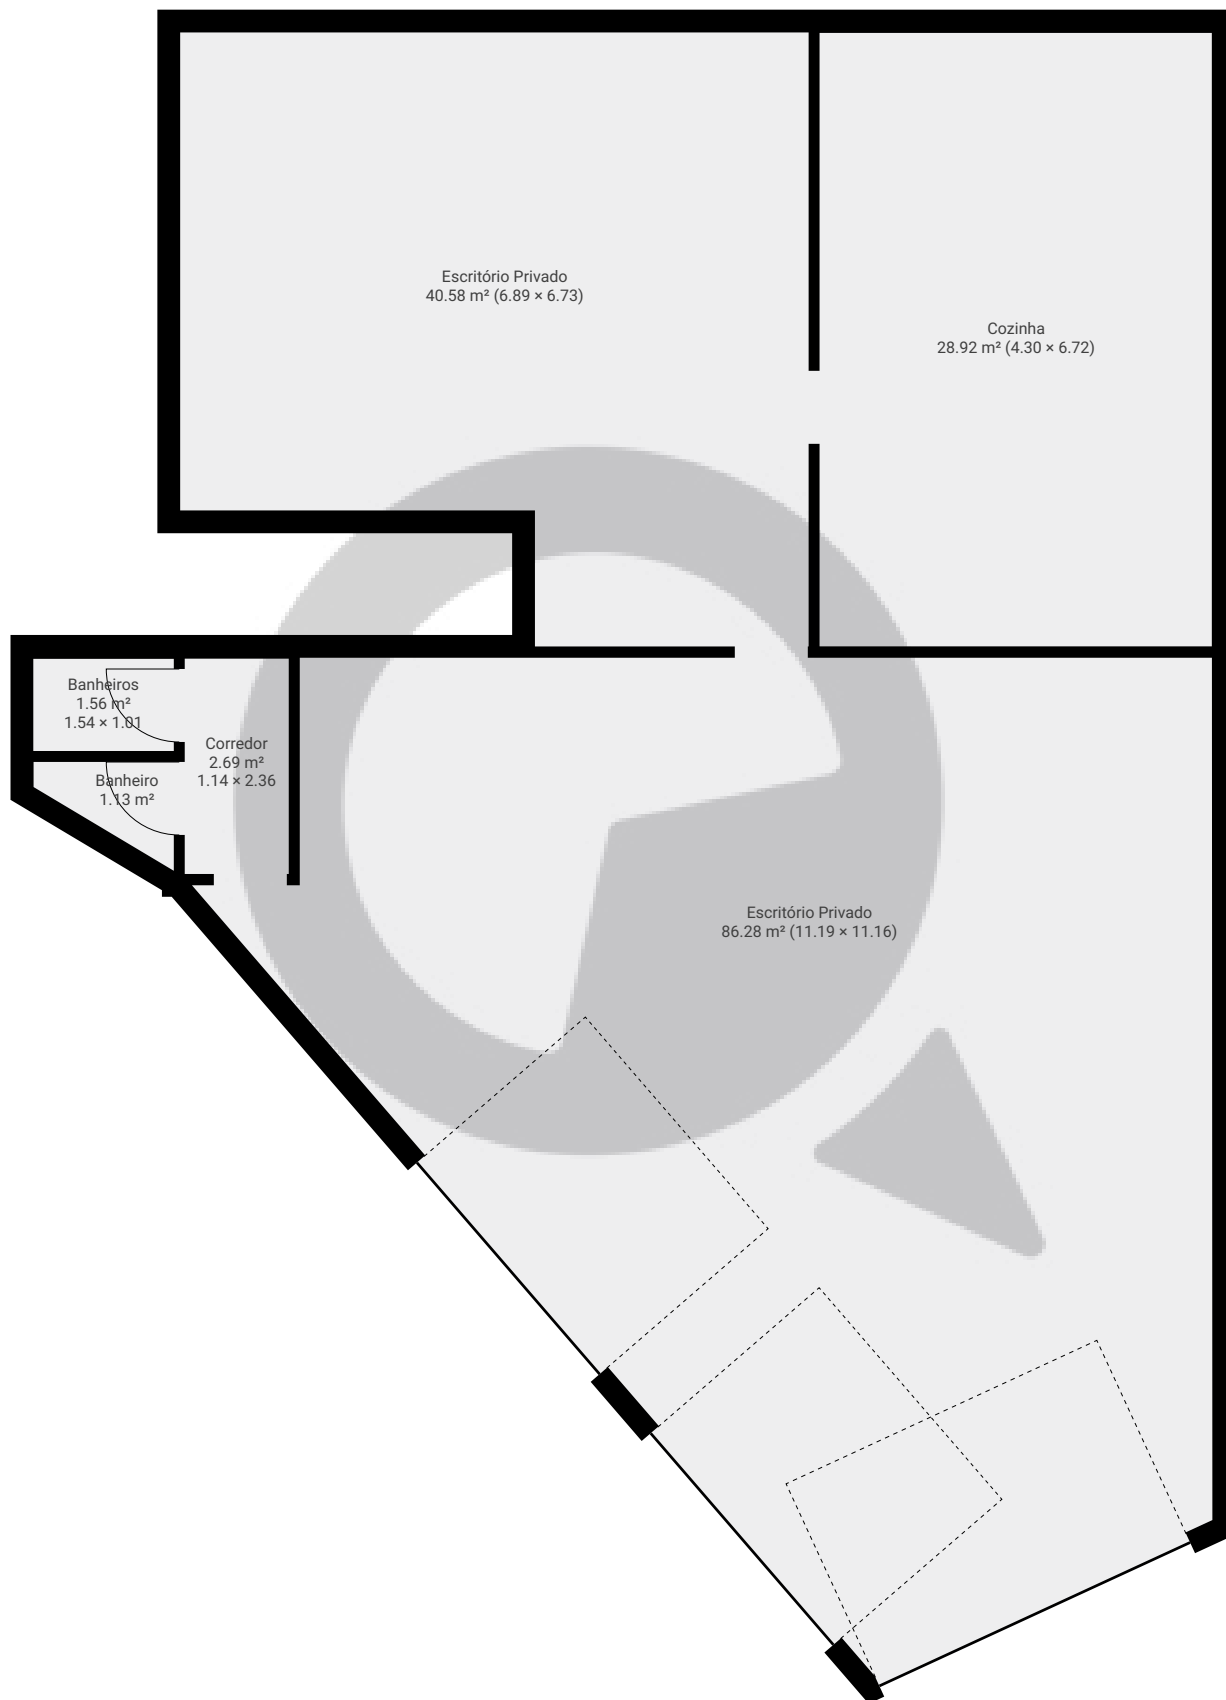 Escritório Privado
40.58 m² (6.89 × 6.73)
Cozinha
28.92 m² (4.30 × 6.72)
Banheiros
1.56 m²
1.54 × 1.01
Corredor
2.69 m²
1.14 × 2.36
Banheiro
1.13 m²
Escritório Privado
86.28 m² (11.19 × 11.16)